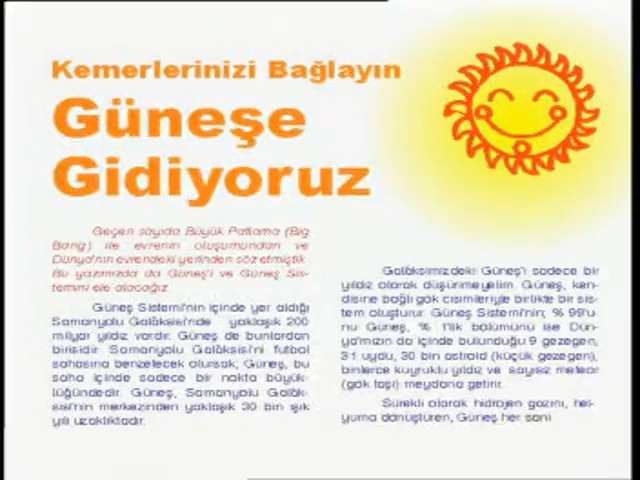 Kemerlerinizi Bağlayın
Güneşe
Gidiyoruz
Geçen sayıda Büyük Patlama (Big
Bang) ile evrenin oluşumundan ve
Dünya'nın evrendeki yerinden söz etmiştik.
Bu yazımızda da Güneş'i ve Güneş Sis-
temini ele alacağız.
Güneş Sistemi'nin içinde yer aldığı
Samanyolu Galaksisi'nde yaklaşık 200
milyar yıldız vardır. Güneş de bunlardan
birisidir. Samanyolu Galâksisi'ni futbol
sahasına benzetecek olursak, Güneş, bu
saha içinde sadece bir nokta büyük-
lüğündedir. Güneş, Samanyolu Galâk-
sisi'nin merkezinden yaklaşık 30 bin ışık
yılı uzaklıktadır.
Galâksimizdeki Güneş'i sadece bir
yıldız olarak düşünmeyelim. Güneş, ken-
disine bağlı gök cisimleriyle birlikte bir sis-
tem oluşturur. Güneş Sistemi'nin; % 99'u-
nu Güneş, % 1'lik bölümünü ise Dün-
ya'mızın da içinde bulunduğu 9 gezegen,
31 uydu, 30 bin astroid (küçük gezegen),
binlerce kuyruklu yıldız ve sayısız meteor
(gök taşı) meydana getirir.
Sürekli olarak hidrojen gazını, hel-
yuma dönüştüren, Güneş her sani